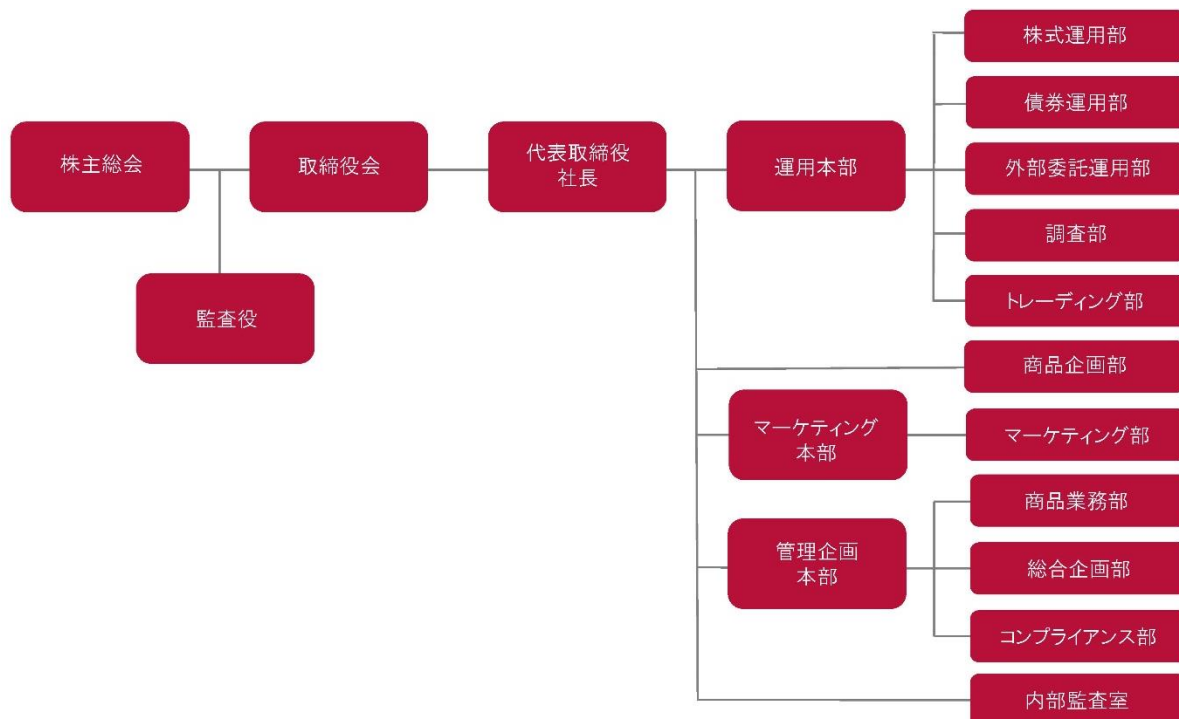 株主総会
取締役会
代表取締役
社長
監査役
運用本部
株式運用部
債券運用部
外部委託運用部
調査部
トレーディング部
商品企画部
マーケティング
本部
マーケティング部
管理企画
本部
商品業務部
総合企画部
コンプライアンス部
内部監査室